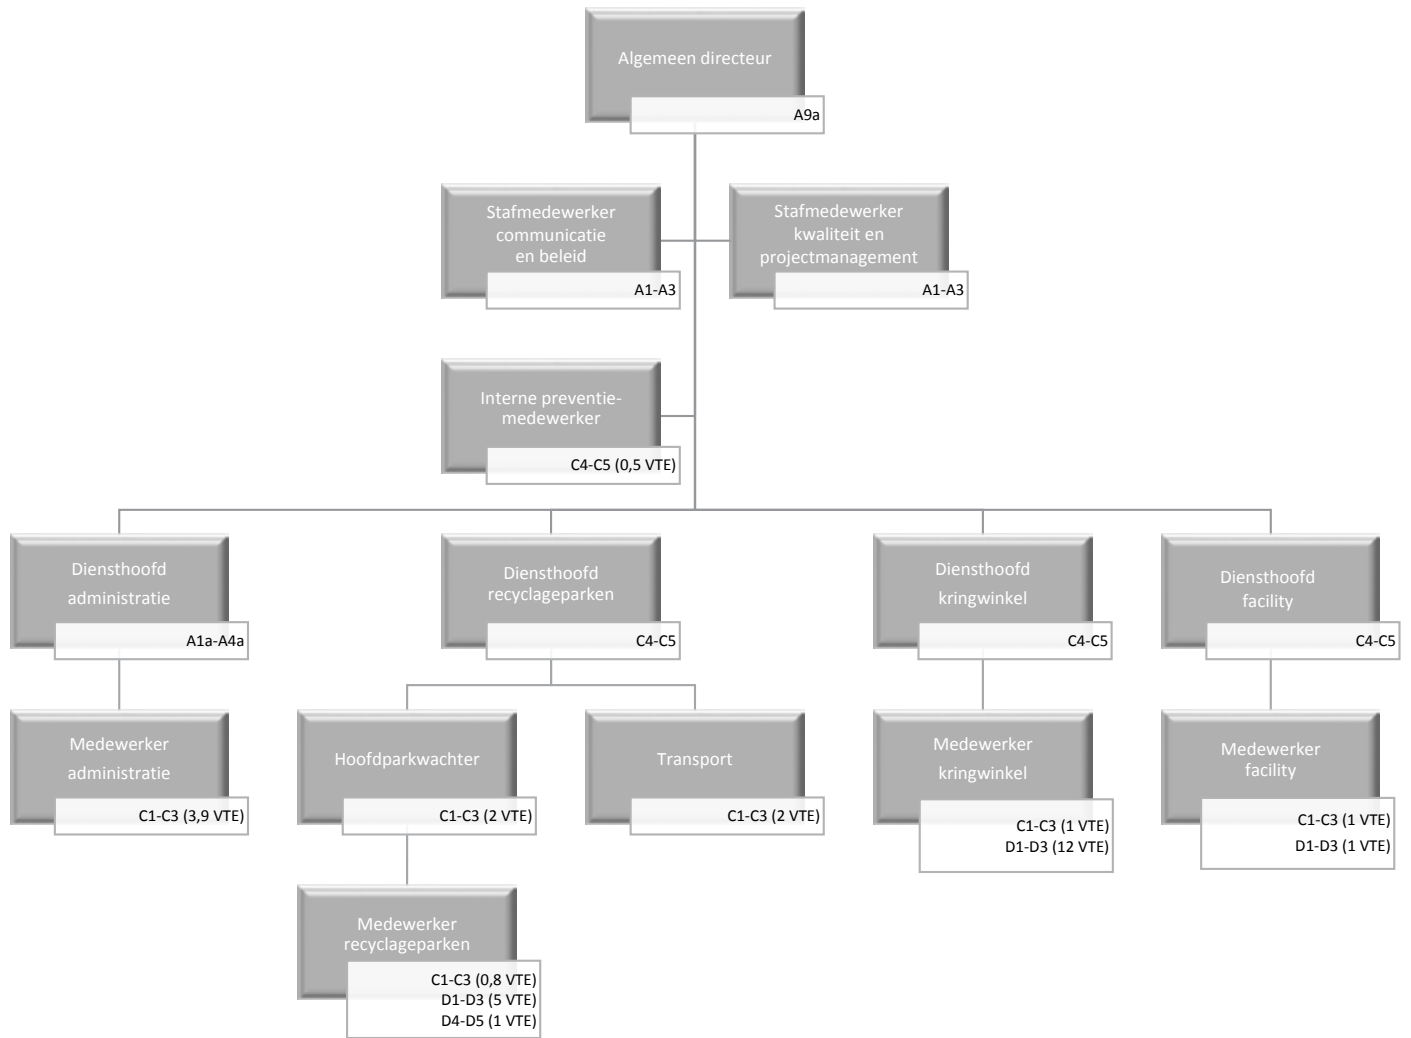 Algemeen directeur
A9a
Stafmedewerker
communicatie
en beleid
A1-A3
Stafmedewerker
kwaliteit en
projectmanagement
A1-A3
Interne preventie-
medewerker
C4-C5 (0,5 VTE)
Diensthoofd
administratie
A1a-A4a
Diensthoofd
recyclageparken
C4-C5
Diensthoofd
kringwinkel
C4-C5
Diensthoofd
facility
C4-C5
Medewerker
administratie
C1-C3 (3,9 VTE)
Hoofdparkwachter
C1-C3 (2 VTE)
Transport
C1-C3 (2 VTE)
Medewerker
kringwinkel
C1-C3 (1 VTE)
D1-D3 (12 VTE)
Medewerker
facility
C1-C3 (1 VTE)
D1-D3 (1 VTE)
Medewerker
recyclageparken
C1-C3 (0,8 VTE)
D1-D3 (5 VTE)
D4-D5 (1 VTE)